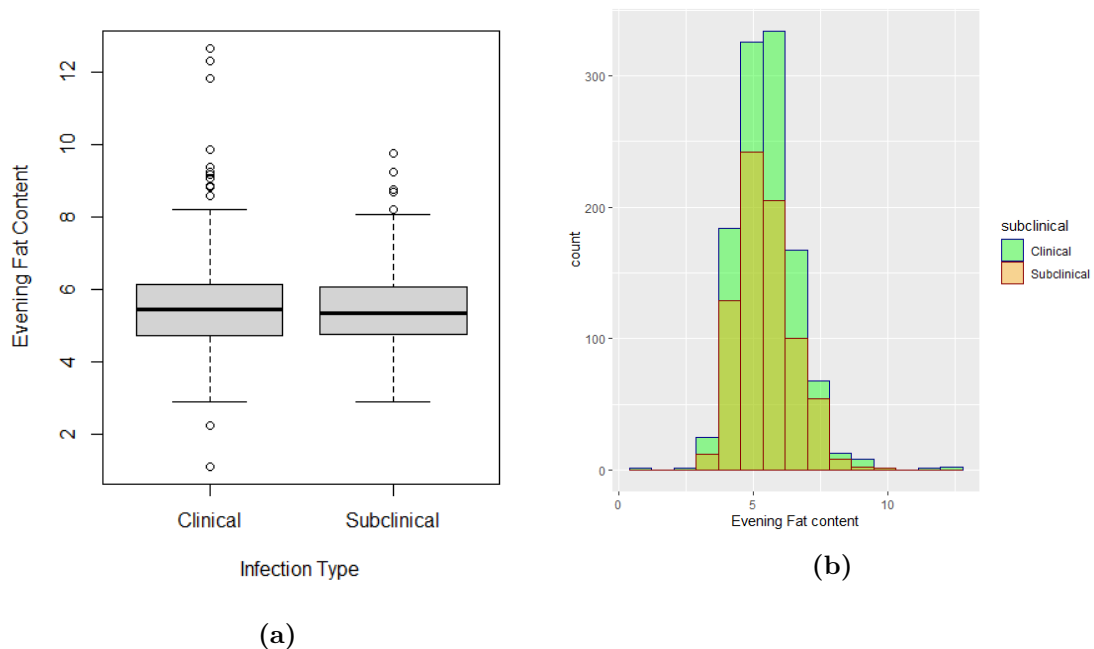 12
10
8
6
4
2
Evening Fat Content
Clinical
Subclinical
Infection Type
(a)
300
200
100
0
count
0
5
10
Evening Fat content
subclinical
Clinical
Subclinical
(b)